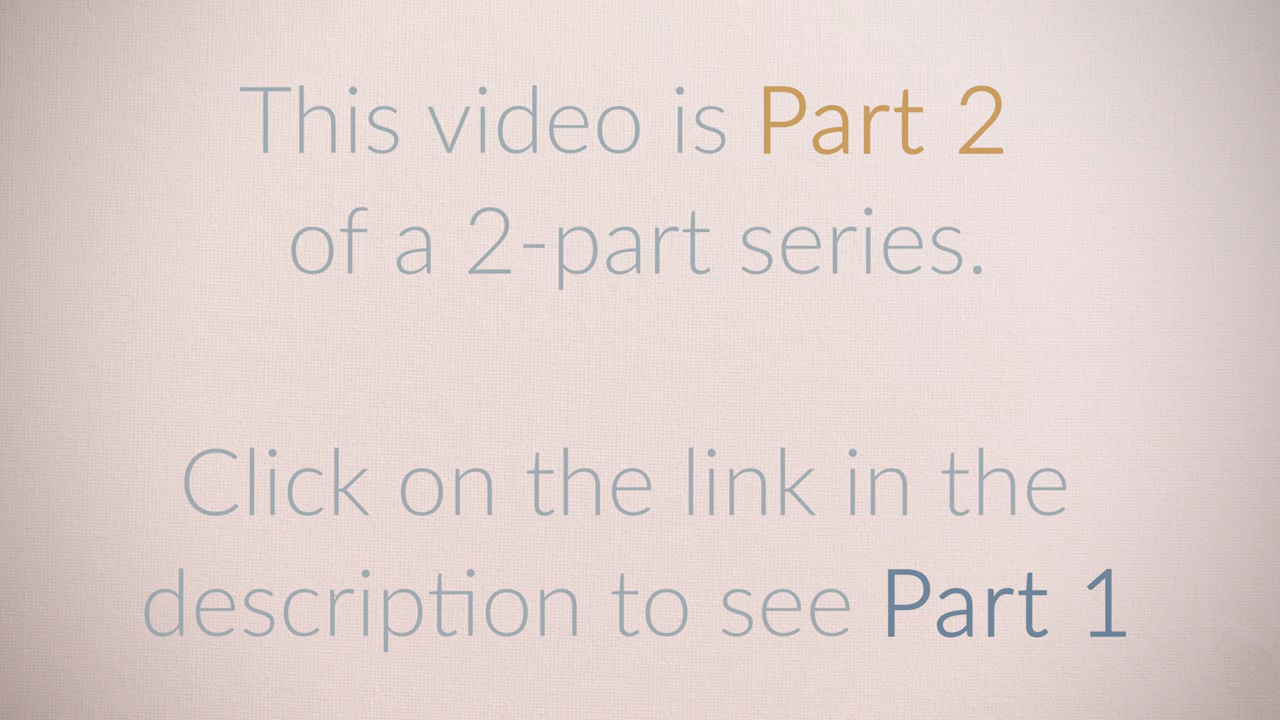 This video is Part 2
of a 2-part series.
Click on the link in the
description to see Part 1